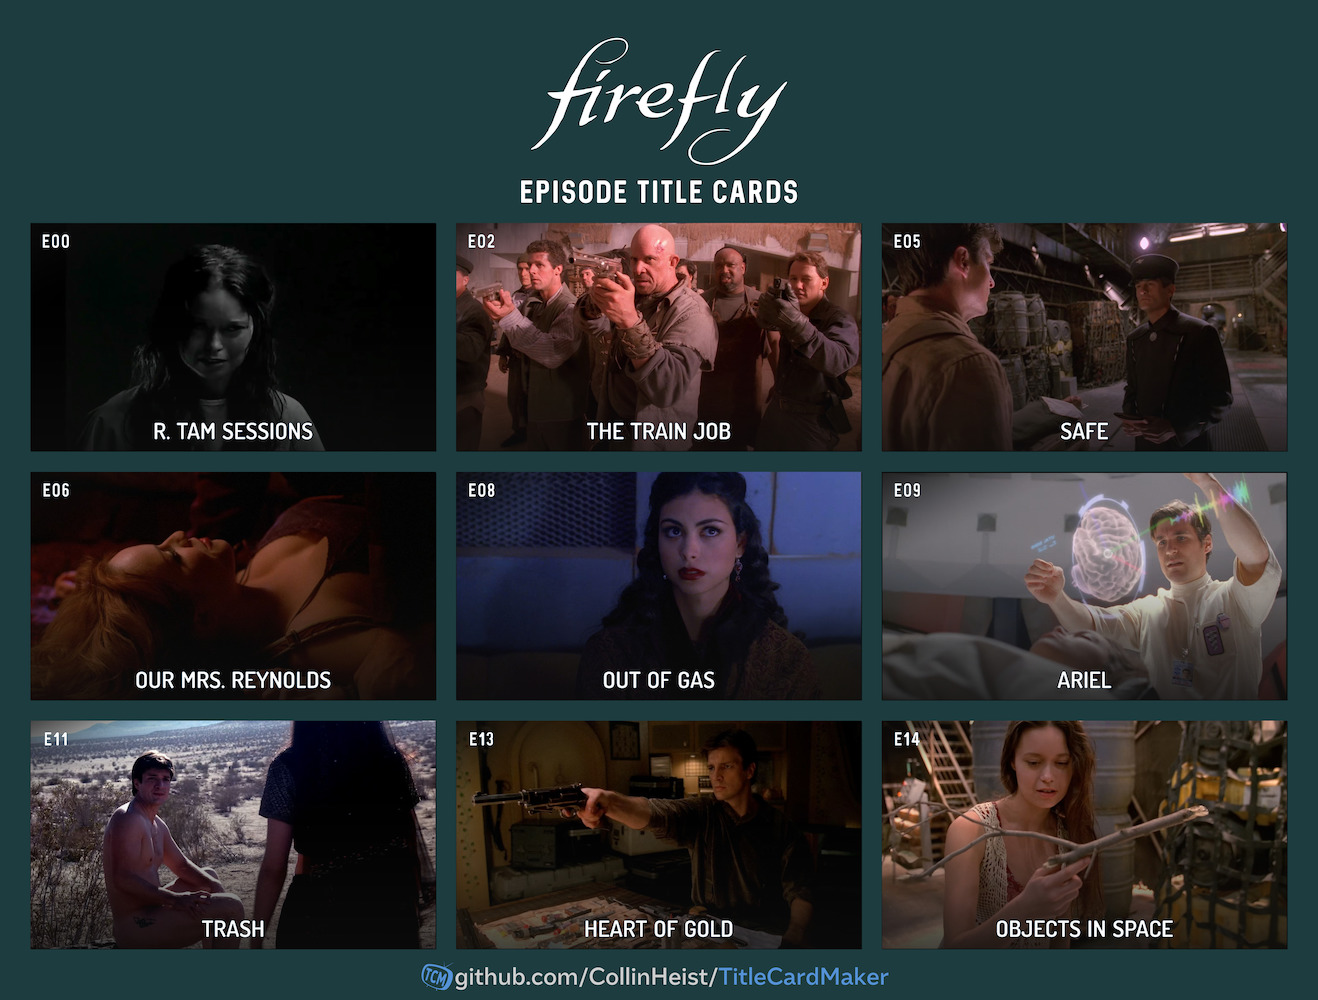 firefly
EPISODE TITLE CARDS
E00
R. TAM SESSIONS
E02
THE TRAIN JOB
E05
SAFE
E06
OUR MRS. REYNOLDS
E08
OUT OF GAS
E09
ARIEL
E11
TRASH
E13
HEART OF GOLD
E14
OBJECTS IN SPACE
TCM github.com/CollinHeist/TitleCardMaker